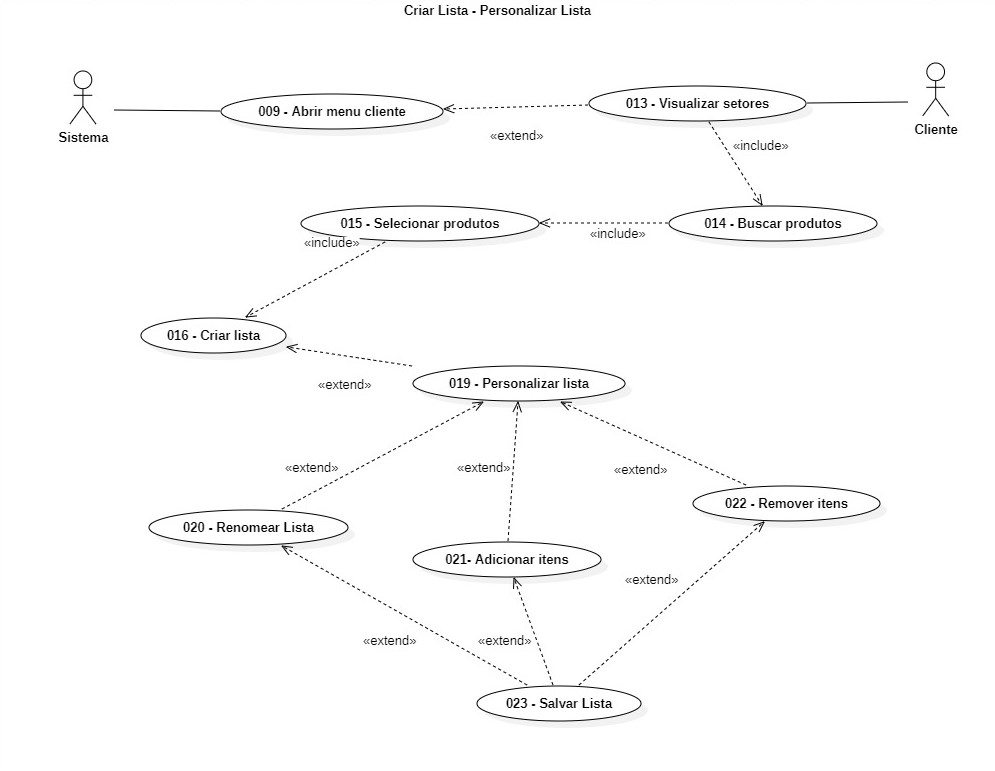 Criar Lista - Personalizar Lista
Sistema
009 - Abrir menu cliente
«extend»
013 - Visualizar setores
Cliente
«include»
015 - Selecionar produtos
«include»
014 - Buscar produtos
«include»
016 - Criar lista
«extend»
019 - Personalizar lista
«extend»
«extend»
«extend»
020 - Renomear Lista
021- Adicionar itens
022 - Remover itens
«extend»
«extend»
«extend»
023 - Salvar Lista